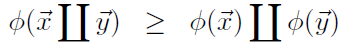 ϕ(x⃗ ∐ y⃗) ≥ ϕ(x⃗) ∐ ϕ(y⃗)